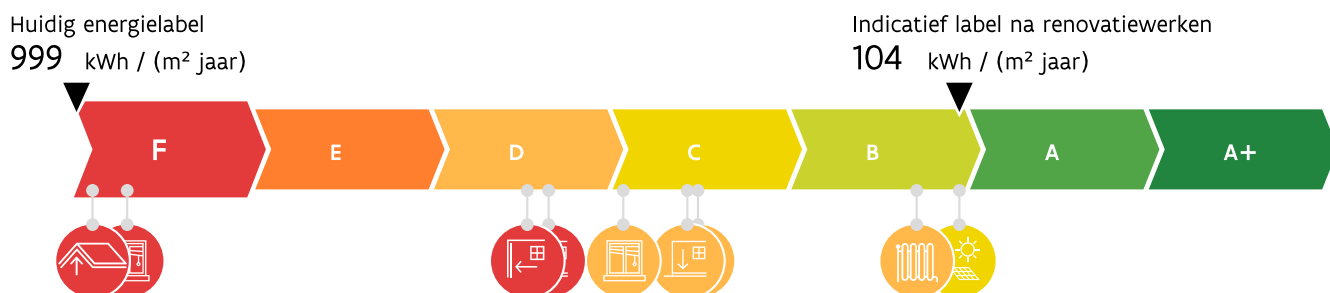 Huidig energielabel
999 kWh / (m² jaar)
Indicatief label na renovatiewerken
104 kWh / (m² jaar)
F E D C B A A+